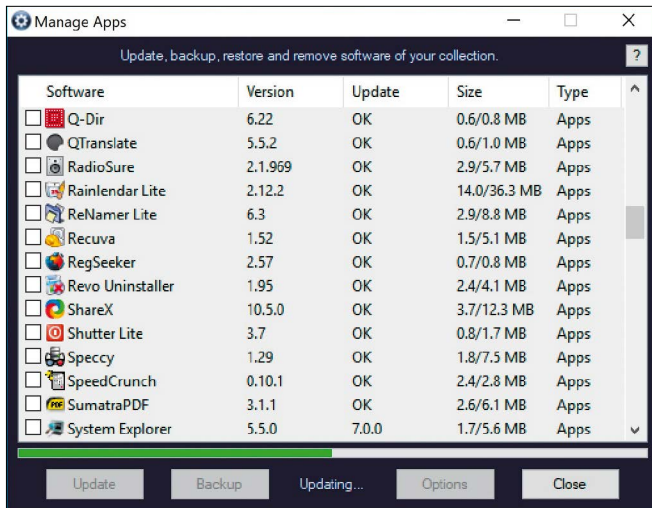 Manage Apps
Update, backup, restore and remove software of your collection.
?
Software Version Update Size Type
Q-Dir 6.22 OK 0.6/0.8 MB Apps
QTranslate 5.5.2 OK 0.6/1.0 MB Apps
RadioSure 2.1.969 OK 2.9/5.7 MB Apps
Rainlendar Lite 2.12.2 OK 14.0/36.3 MB Apps
ReNamer Lite 6.3 OK 2.9/8.8 MB Apps
Recuva 1.52 OK 1.5/5.1 MB Apps
RegSeeker 2.57 OK 0.7/0.8 MB Apps
Revo Uninstaller 1.95 OK 2.4/4.1 MB Apps
ShareX 10.5.0 OK 3.7/12.3 MB Apps
Shutter Lite 3.7 OK 0.8/1.7 MB Apps
Speccy 1.29 OK 1.8/7.5 MB Apps
SpeedCrunch 0.10.1 OK 2.4/2.8 MB Apps
PDF SumatraPDF 3.1.1 OK 2.6/6.1 MB Apps
System Explorer 5.5.0 7.0.0 1.7/5.6 MB Apps
Update Backup Updating... Options Close